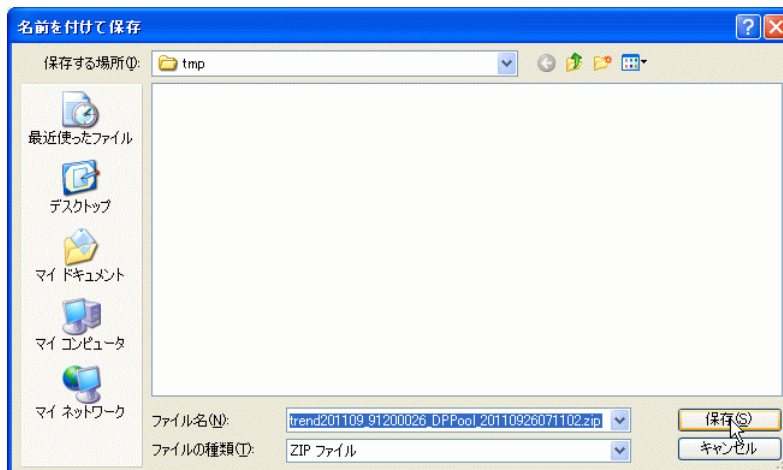 名前を付けて保存
保存する場所(I):
tmp
最近使ったファイル
デスクトップ
マイ ドキュメント
マイ コンピュータ
マイ ネットワーク
ファイル名(N):
trend201109_91200026_DPPool_20110926071102.zip
保存(S)
ファイルの種類(T):
ZIP ファイル
キャンセル